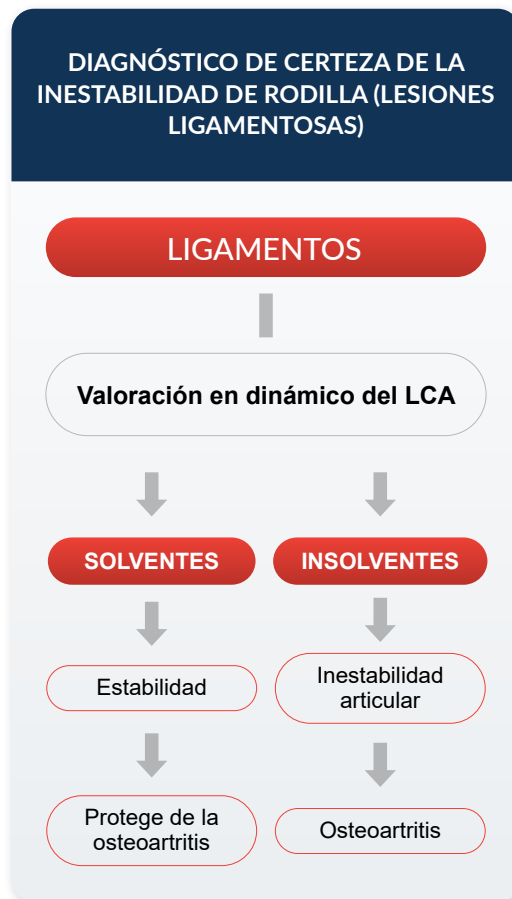 DIAGNÓSTICO DE CERTEZA DE LA
INESTABILIDAD DE RODILLA (LESIONES
LIGAMENTOSAS)
LIGAMENTOS
Valoración en dinámico del LCA
SOLVENTES
INSOLVENTES
Estabilidad
Inestabilidad
articular
Protege de la
osteoartritis
Osteoartritis